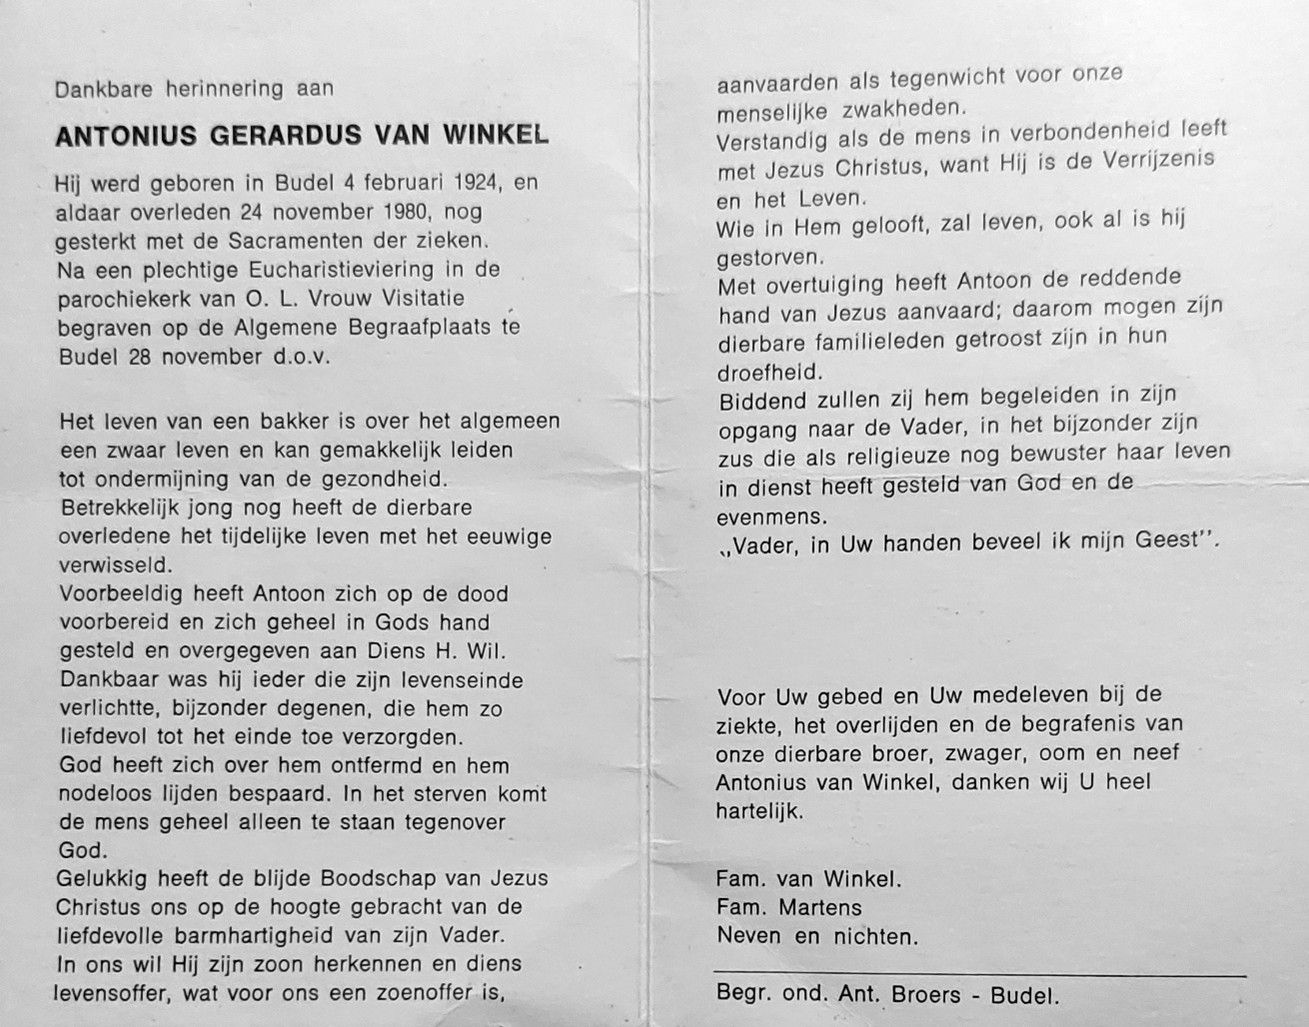 Dankbare herinnering aan
ANTONIUS GERARDUS VAN WINKEL
Hij werd geboren in Budel 4 februari 1924, en
aldaar overleden 24 november 1980, nog
gesterkt met de Sacramenten der zieken.
Na een plechtige Eucharistieviering in de
parochiekerk van O. L. Vrouw Visitatie
begraven op de Algemene Begraafplaats te
Budel 28 november d.o.v.
Het leven van een bakker is over het algemeen
een zwaar leven en kan gemakkelijk leiden
tot ondermijning van de gezondheid.
Betrekkelijk jong nog heeft de dierbare
overledene het tijdelijke leven met het eeuwige
verwisseld.
Voorbeeldig heeft Antoon zich op de dood
voorbereid en zich geheel in Gods hand
gesteld en overgegeven aan Diens H. Wil.
Dankbaar was hij ieder die zijn levenseinde
verlichtte, bijzonder degenen, die hem zo
liefdevol tot het einde toe verzorgden.
God heeft zich over hem ontfermd en hem
nodeloos lijden bespaard. In het sterven komt
de mens geheel alleen te staan tegenover
God.
Gelukkig heeft de blijde Boodschap van Jezus
Christus ons op de hoogte gebracht van de
liefdevolle barmhartigheid van zijn Vader.
In ons wil Hij zijn zoon herkennen en diens
levensoffer, wat voor ons een zoenoffer is,
aanvaarden als tegenwicht voor onze
menselijke zwakheden.
Verstandig als de mens in verbondenheid leeft
met Jezus Christus, want Hij is de Verrijzenis
en het Leven.
Wie in Hem gelooft, zal leven, ook al is hij
gestorven.
Met overtuiging heeft Antoon de reddende
hand van Jezus aanvaard; daarom mogen zijn
dierbare familieleden getroost zijn in hun
droefheid.
Biddend zullen zij hem begeleiden in zijn
opgang naar de Vader, in het bijzonder zijn
zus die als religieuze nog bewuster haar leven
in dienst heeft gesteld van God en de
evenmens.
„Vader, in Uw handen beveel ik mijn Geest''.
Voor Uw gebed en Uw medeleven bij de
ziekte, het overlijden en de begrafenis van
onze dierbare broer, zwager, oom en neef
Antonius van Winkel, danken wij U heel
hartelijk.
Fam. van Winkel.
Fam. Martens
Neven en nichten.
Begr. ond. Ant. Broers - Budel.